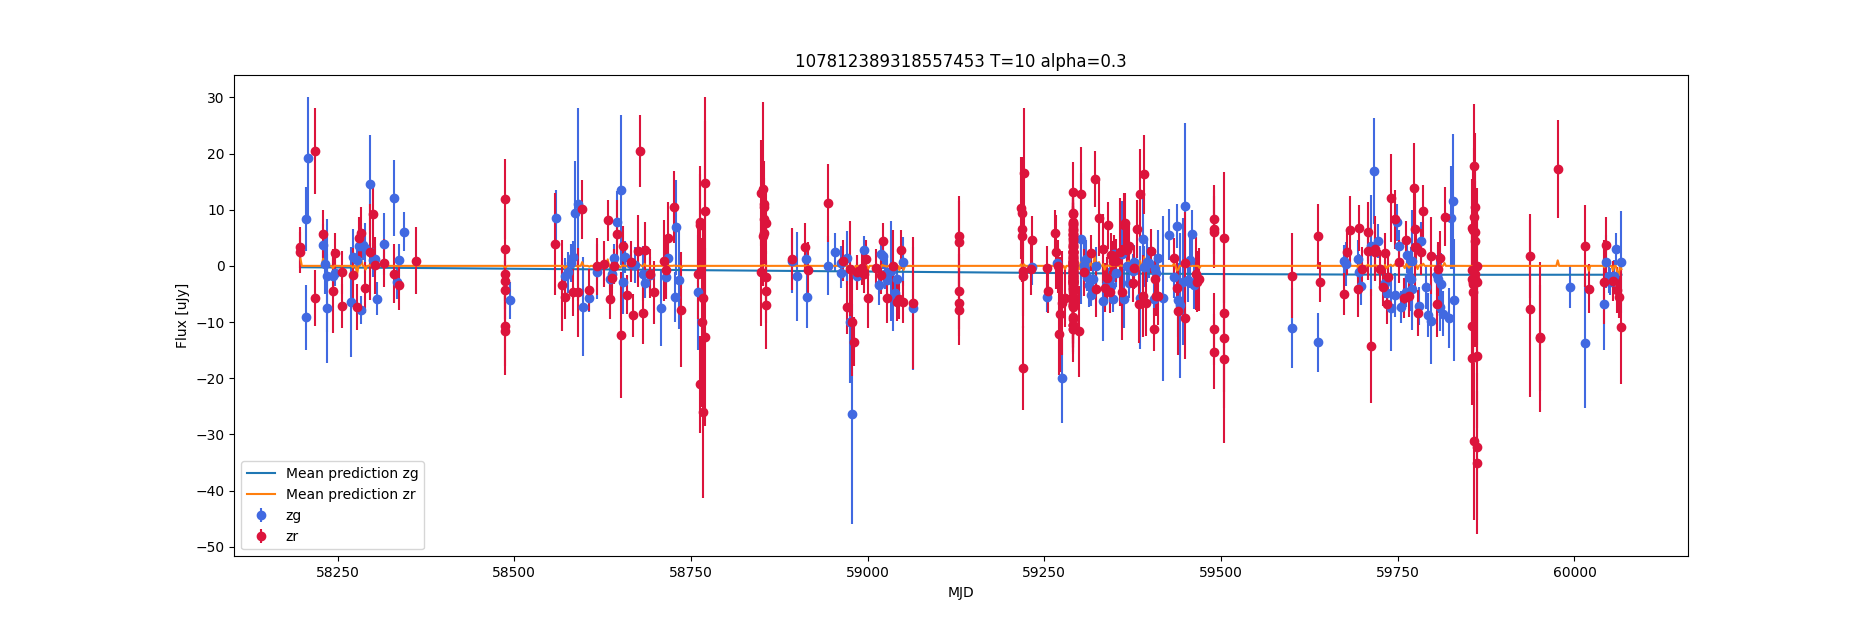 107812389318557453 T=10 alpha=0.3
Flux [uJy]
30
20
10
0
−10
−20
−30
−40
−50
Mean prediction zg
Mean prediction zr
zg
zr
58250 58500 58750 59000 59250 59500 59750 60000
MJD